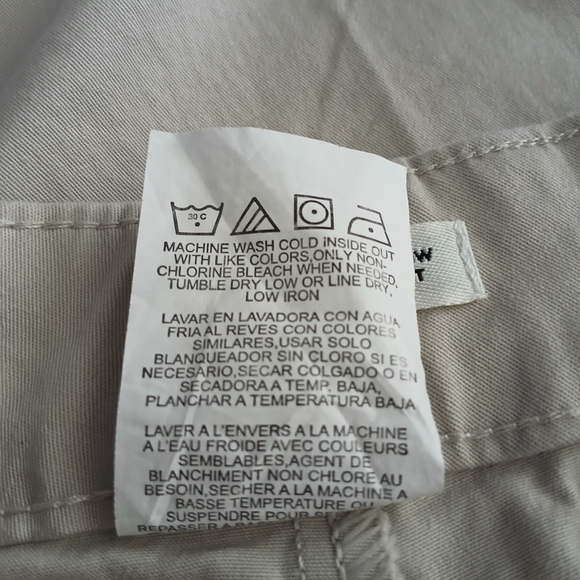 30 C
MACHINE WASH COLD INSIDE OUT
WITH LIKE COLORS,ONLY NON-
CHLORINE BLEACH WHEN NEEDED,
TUMBLE DRY LOW OR LINE DRY,
LOW IRON
LAVAR EN LAVADORA CON AGUA
FRIA AL REVES CON COLORES
SIMILARES,USAR SOLO
BLANQUEADOR SIN CLORO SI ES
NECESARIO,SECAR COLGADO O EN
SECADORA A TEMP. BAJA,
PLANCHAR A TEMPERATURA BAJA
LAVER A L'ENVERS A LA MACHINE
A L'EAU FROIDE AVEC COULEURS
SEMBLABLES,AGENT DE
BLANCHIMENT NON CHLORE AU
BESOIN,SECHER A LA MACHINE A
BASSE TEMPERATURE OU
SUSPENDRE POUR
REPASSER A
W
T